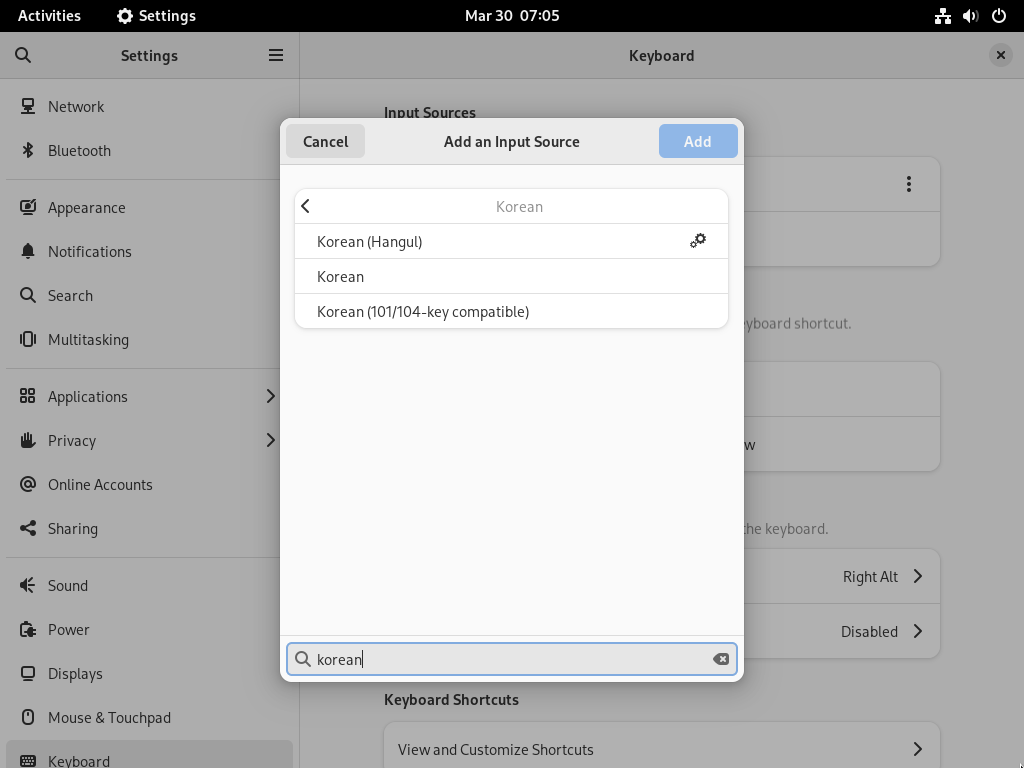 Activities
Settings
Mar 30 07:05
Settings
Keyboard
Network
Bluetooth
Appearance
Notifications
Search
Multitasking
Applications
Privacy
Online Accounts
Sharing
Sound
Power
Displays
Mouse & Touchpad
Keyboard
Input Sources
Cancel
Add an Input Source
Add
Korean
Korean (Hangul)
Korean
Korean (101/104-key compatible)
korean
shortcut.
the keyboard.
Right Alt
Disabled
Keyboard Shortcuts
View and Customize Shortcuts